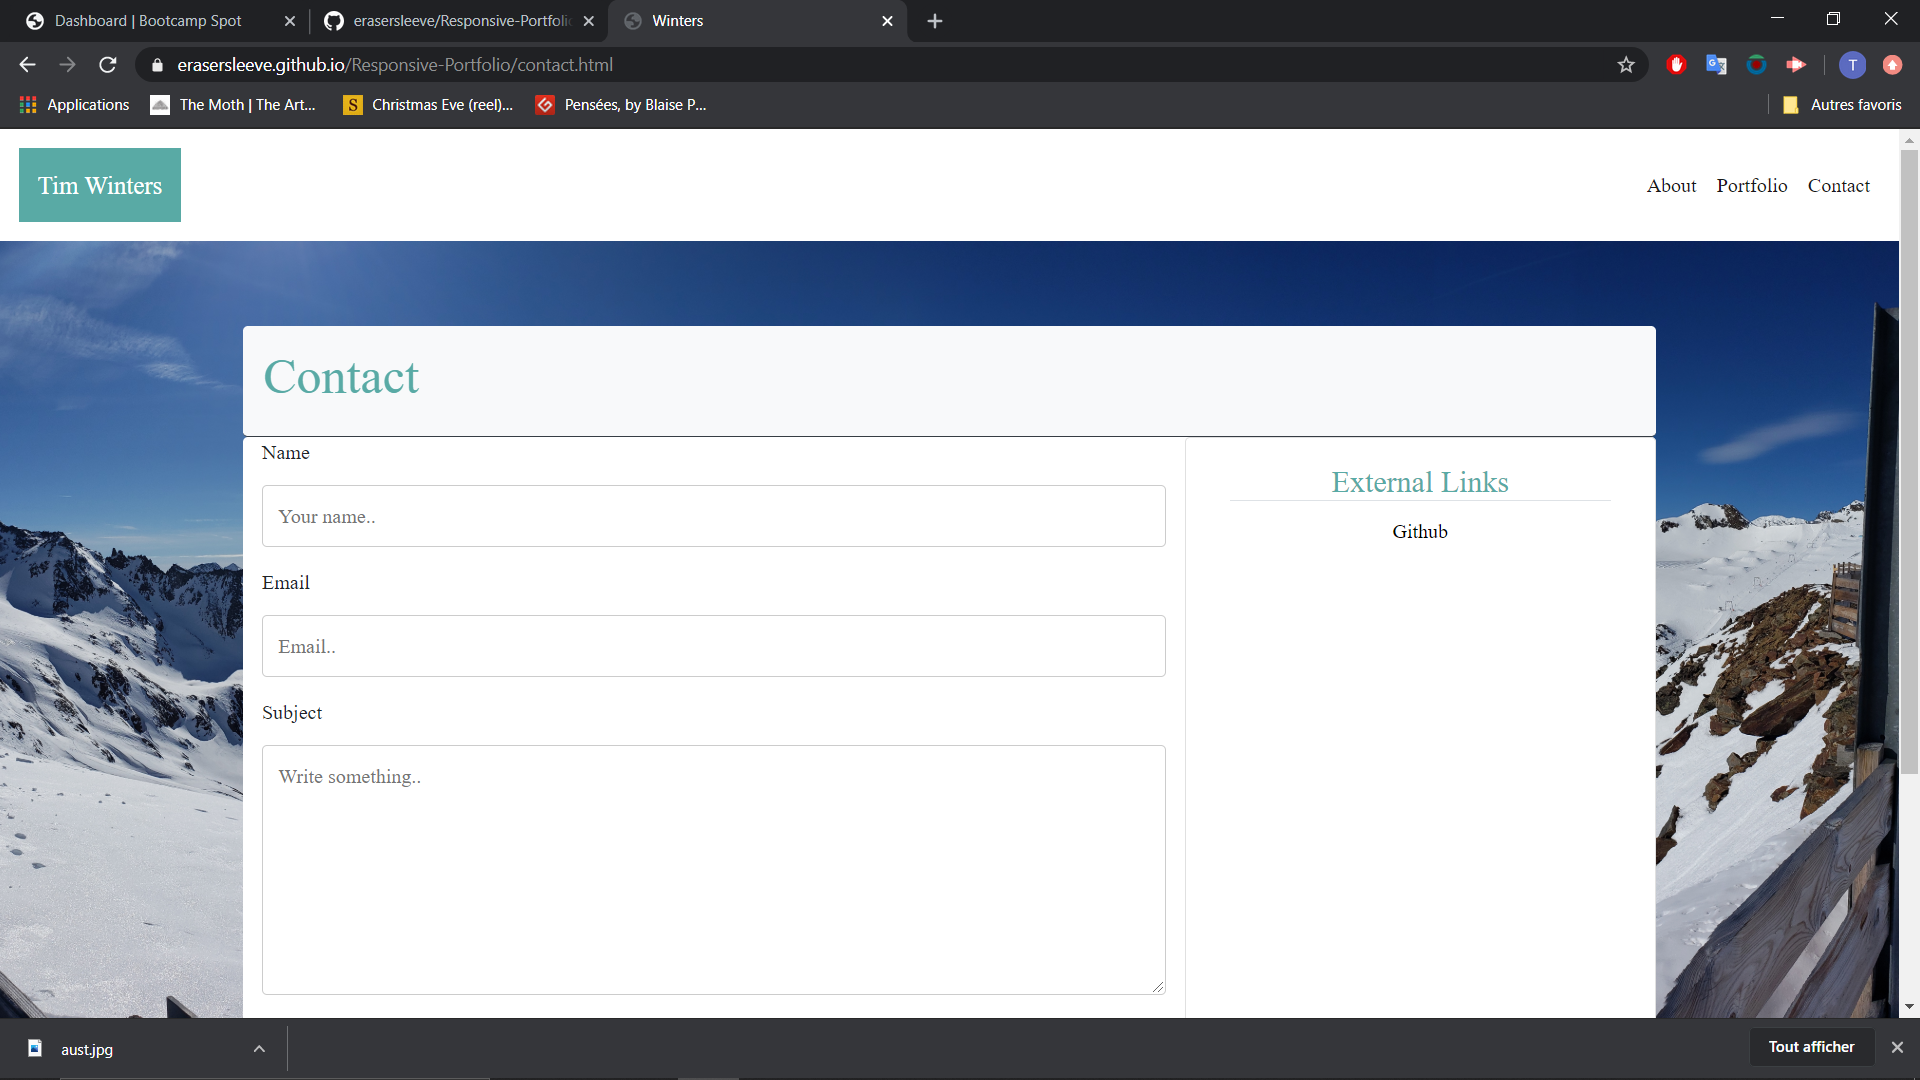 Dashboard | Bootcamp Spot
erasersleeve/Responsive-Portfoli
Winters
erasersleeve.github.io/Responsive-Portfolio/contact.html
T
Applications
The Moth | The Art...
S
Christmas Eve (reel)...
Pensées, by Blaise P...
Autres favoris
Tim Winters
About
Portfolio
Contact
Contact
Name
Your name..
Email
Email..
Subject
Write something..
External Links
Github
aust.jpg
Tout afficher